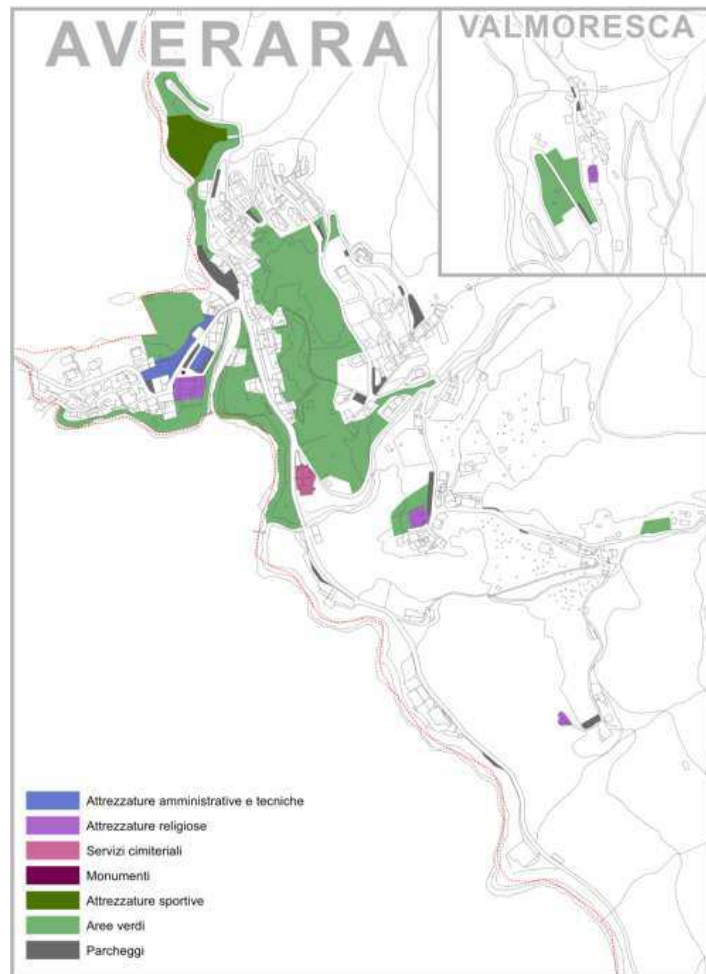 AVERARA
VALMORESCA
Attrezzature amministrative e tecniche
Attrezzature religiose
Servizi cimiteriali
Monumenti
Attrezzature sportive
Aree verdi
Parcheggi